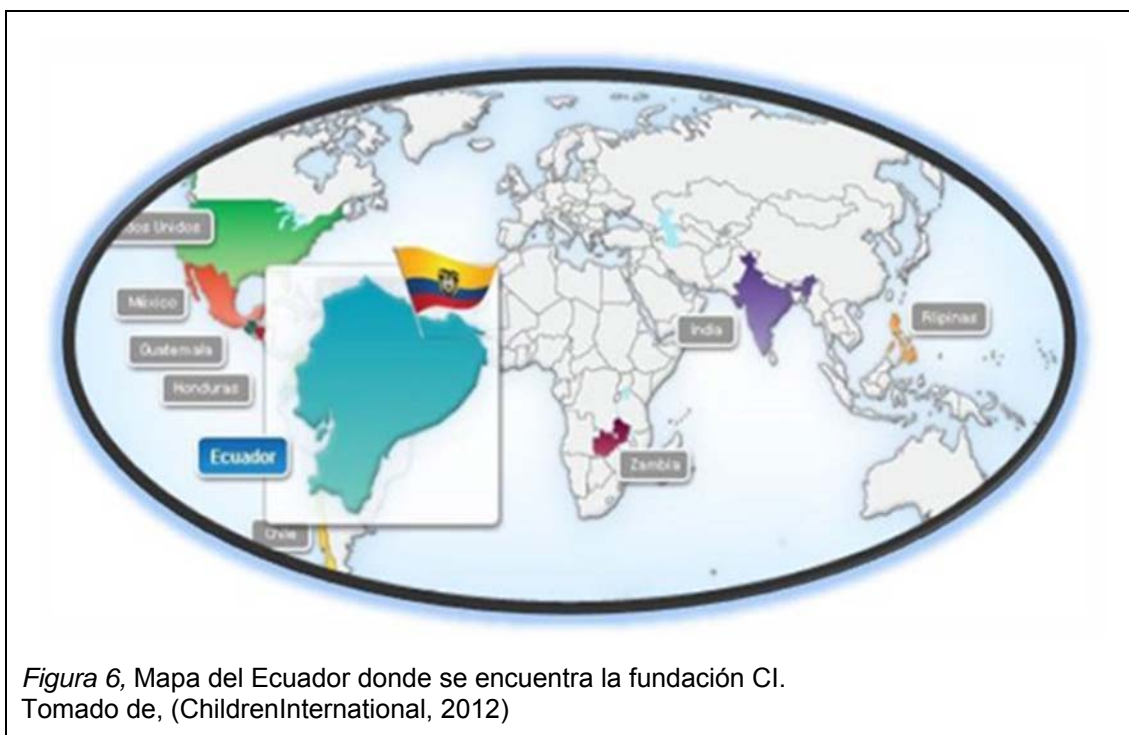 dos Unidos
México
Guatemala
Honduras
Ecuador
Chile
India
Filipinas
Zambia
Figura 6, Mapa del Ecuador donde se encuentra la fundación CI.
Tomado de, (ChildrenInternational, 2012)